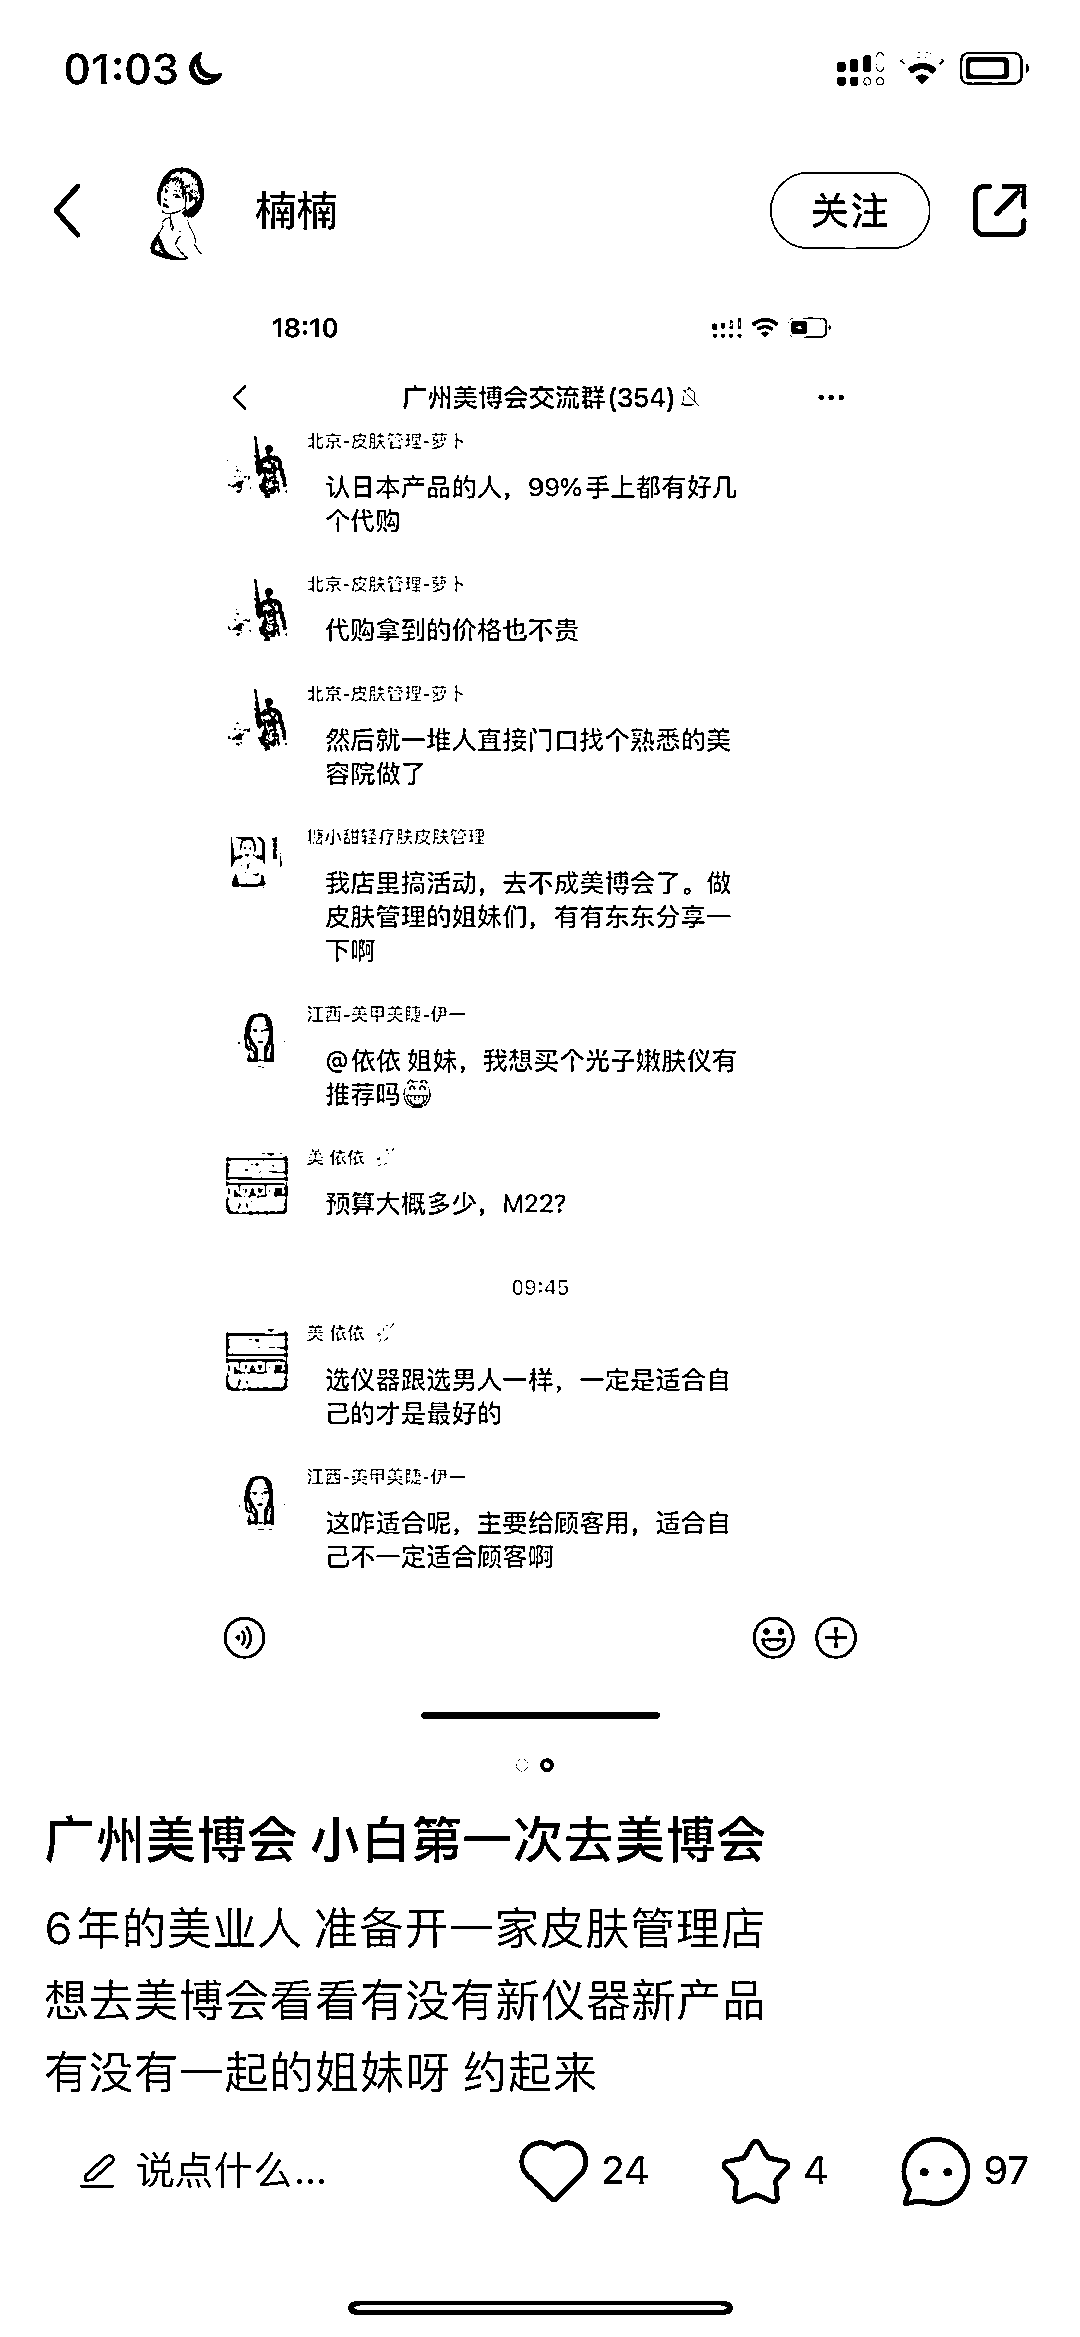 01:03
楠楠
关注
18:10
广州美博会交流群(354)
北京-皮肤管理-萝卜
认日本产品的人，99%手上都有好几
个代购
北京-皮肤管理-萝卜
代购拿到的价格也不贵
北京-皮肤管理-萝卜
然后就一堆人直接门口找个熟悉的美
容院做了
糖小甜轻疗肤皮肤管理
我店里搞活动，去不成美博会了。做
皮肤管理的姐妹们，有有东东分享一
下啊
江西-美甲美睫-伊一
@依依 姐妹，我想买个光子嫩肤仪有
推荐吗😁
美 依依
预算大概多少，M22?
09:45
美 依依
选仪器跟选男人一样，一定是适合自
己的才是最好的
江西-美甲美睫-伊一
这咋适合呢，主要给顾客用，适合自
己不一定适合顾客啊
广州美博会 小白第一次去美博会
6年的美业人 准备开一家皮肤管理店
想去美博会看看有没有新仪器新产品
有没有一起的姐妹呀 约起来
说点什么...
24
4
97